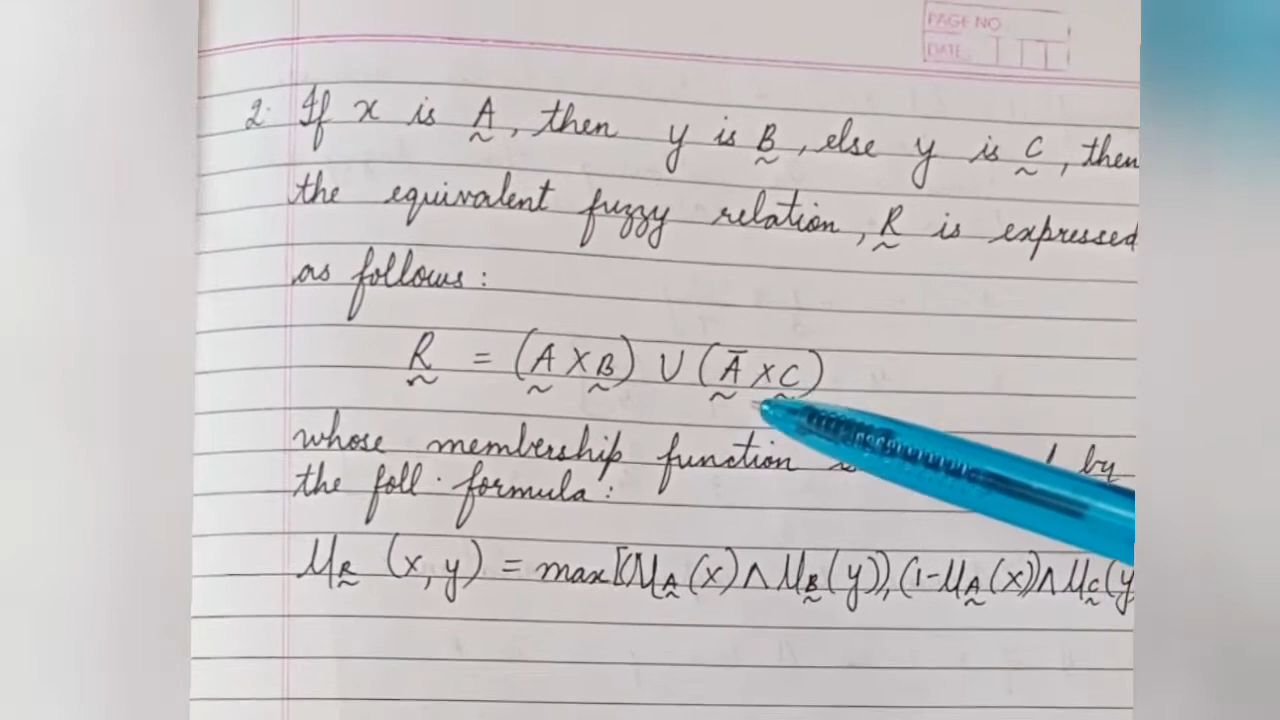 PAGE NO
DATE
2. If x is A̰, then y is B̰, else y is C̰, then
the equivalent fuzzy relation, R̰ is expressed
as follows:
R̰ = (A̰ × B̰) ∪ (Ā̰ × C̰)
whose membership function by
the foll. formula:
μR̰ (x, y) = max[(μA̰(x) ∧ μB̰(y)), (1-μA̰(x)) ∧ μC̰(y